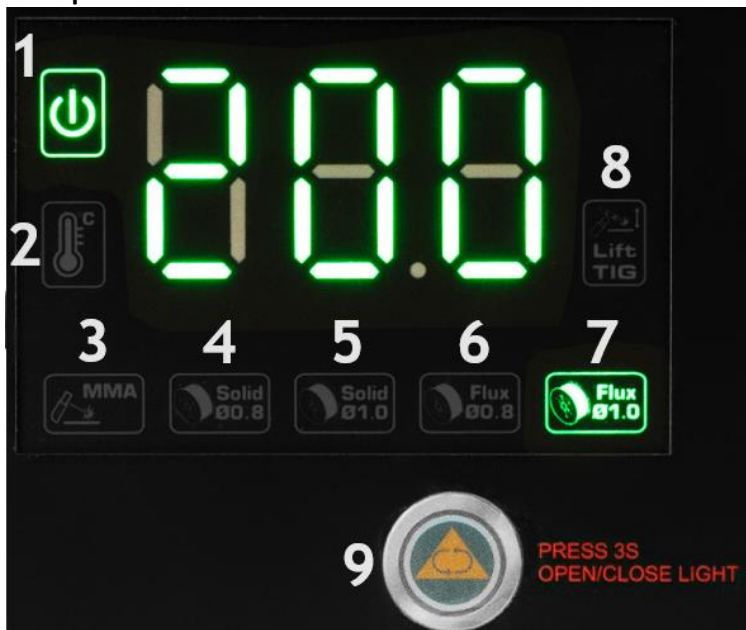 1
200
2
C
8
Lift
TIG
3
4
5
6
7
MMA
Solid
Ø0.8
Solid
Ø1.0
Flux
Ø0.8
Flux
Ø1.0
9
PRESS 3S
OPEN/CLOSE LIGHT